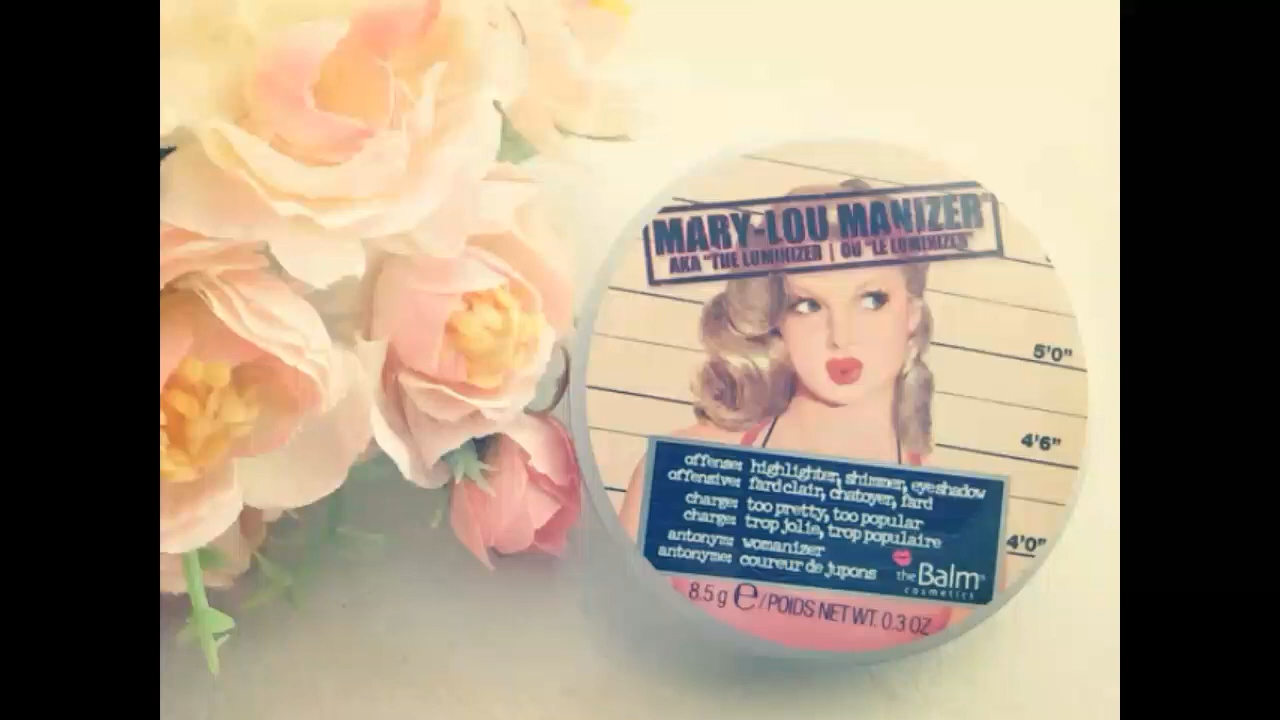 MARY-LOU MANIZER®
AKA "THE LUMINIZER | OU "LE LUMINIZER"
5'0"
4'6"
4'0"
offense: highlighter, shimmer, eyeshadow
offensive: fard clair, chatoyer, fard
charge: too pretty, too popular
charge: trop jolie, trop populaire
antonym: womanizer
antonyme: coureur de jupons
theBalm®
cosmetics
8.5 g e / POIDS NET WT. 0.3 OZ